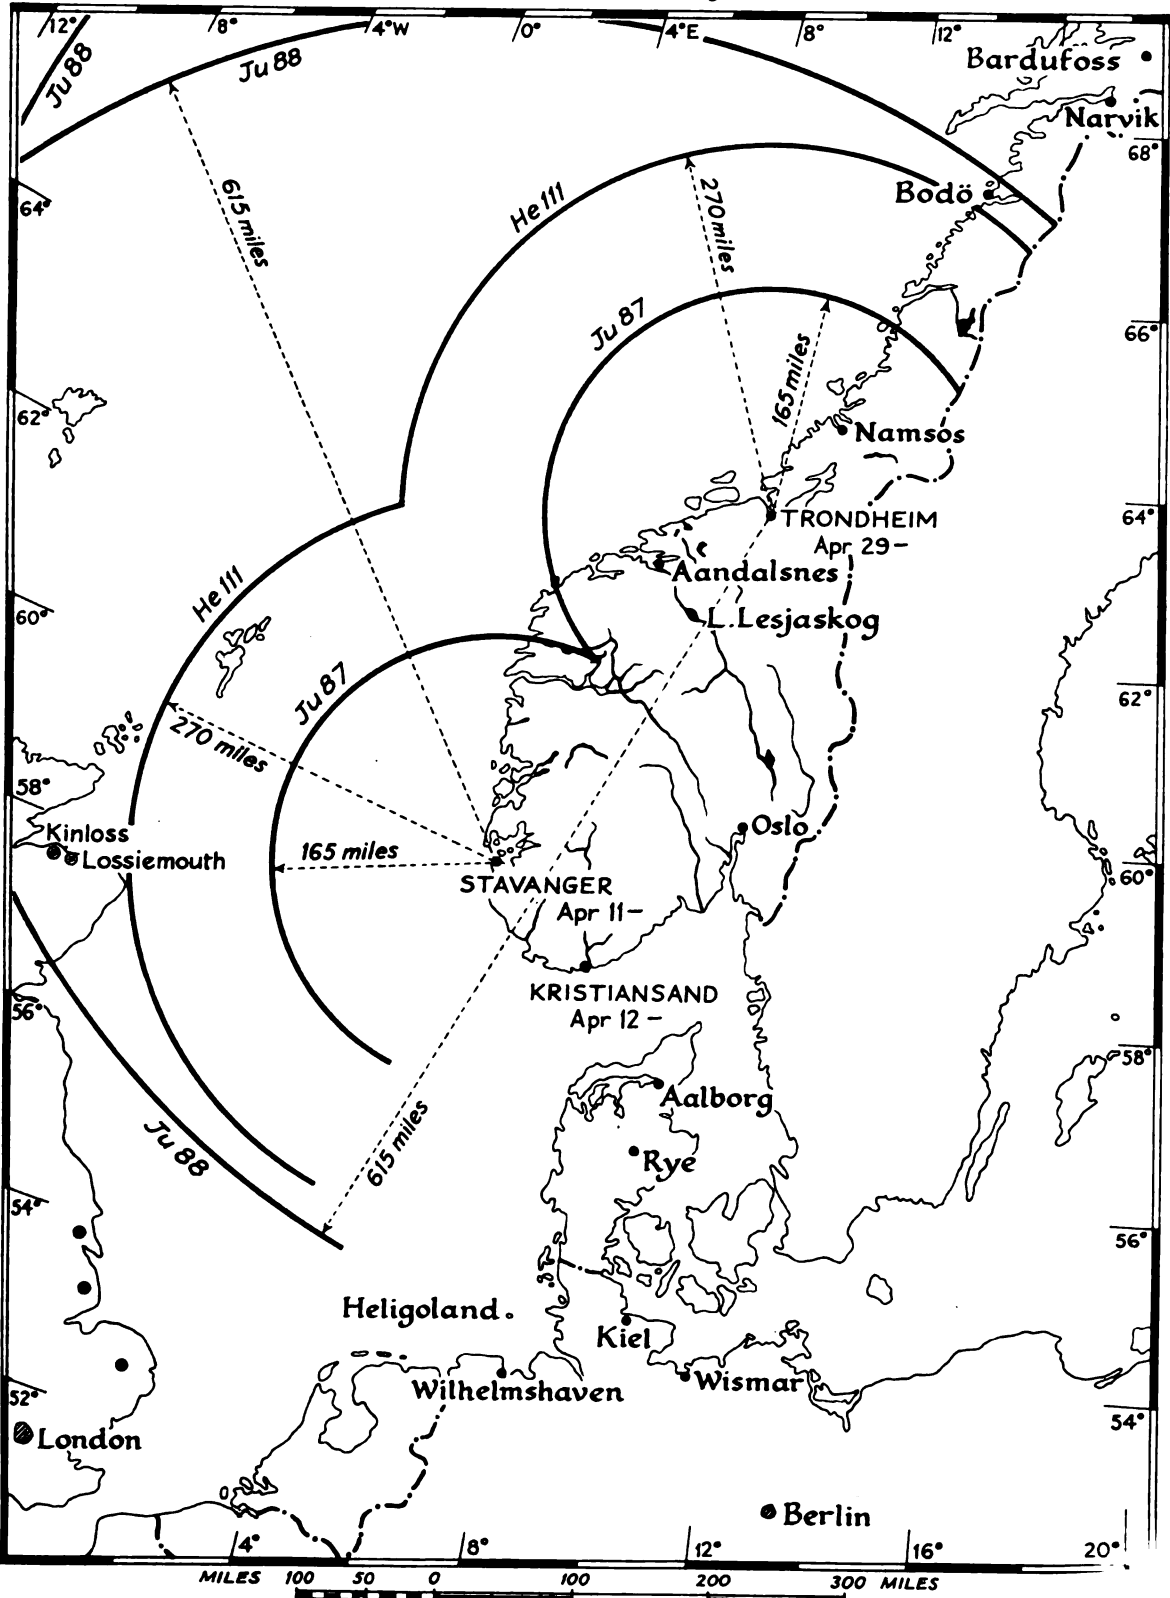 12° 8° 4°W 0° 4°E 8° 12°
Ju 88
Ju 88
Bardufoss
Narvik
68°
64°
615 miles
He 111
270 miles
Bodö
66°
Ju 87
165 miles
62°
Namsos
64°
TRONDHEIM
Apr 29–
Aandalsnes
He 111
60°
L. Lesjaskog
Ju 87
62°
270 miles
58°
Kinloss
Lossiemouth
165 miles
Oslo
60°
STAVANGER
Apr 11–
KRISTIANSAND
Apr 12–
56°
58°
Aalborg
Ju 88
615 miles
Rye
54°
56°
Heligoland
Kiel
Wilhelmshaven
Wismar
52°
54°
London
Berlin
4° 8° 12° 16° 20°
MILES 100 50 0 100 200 300 MILES